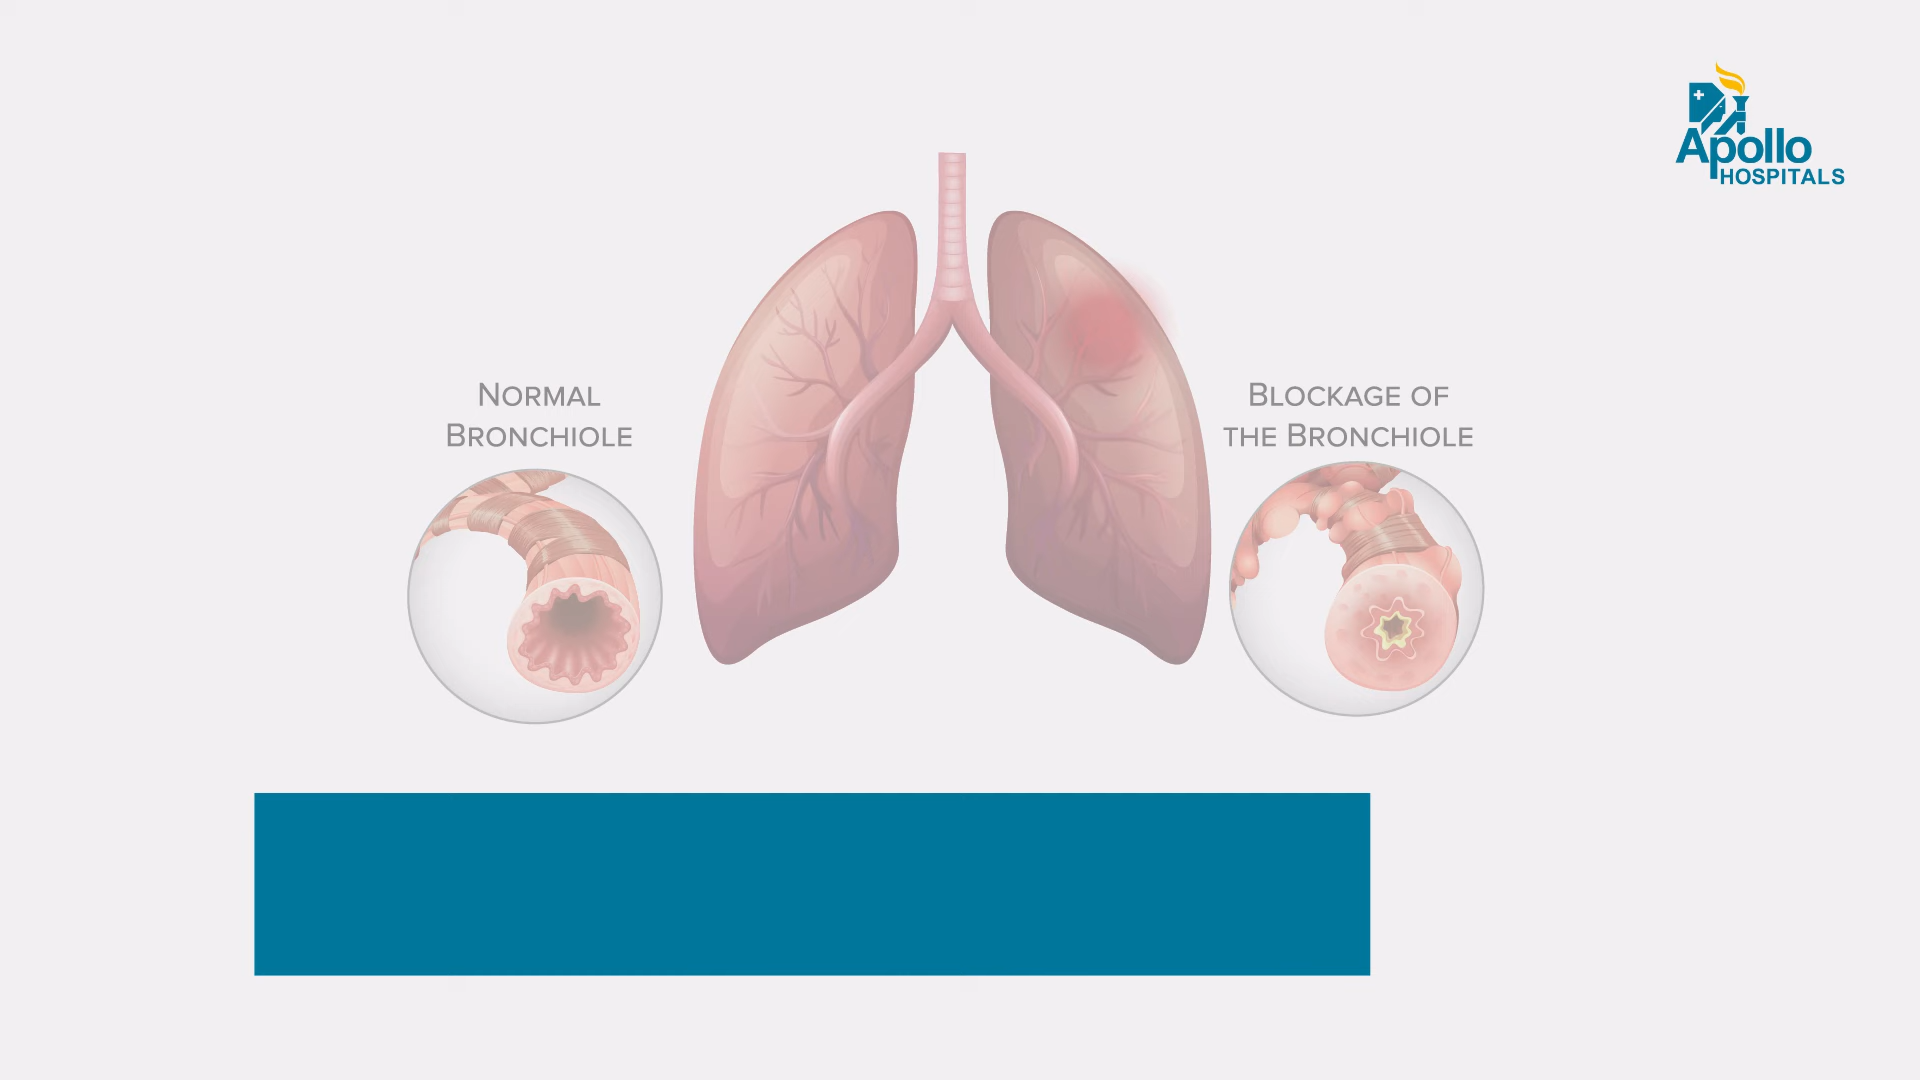 Apollo
HOSPITALS
NORMAL
BRONCHIOLE
BLOCKAGE OF
THE BRONCHIOLE